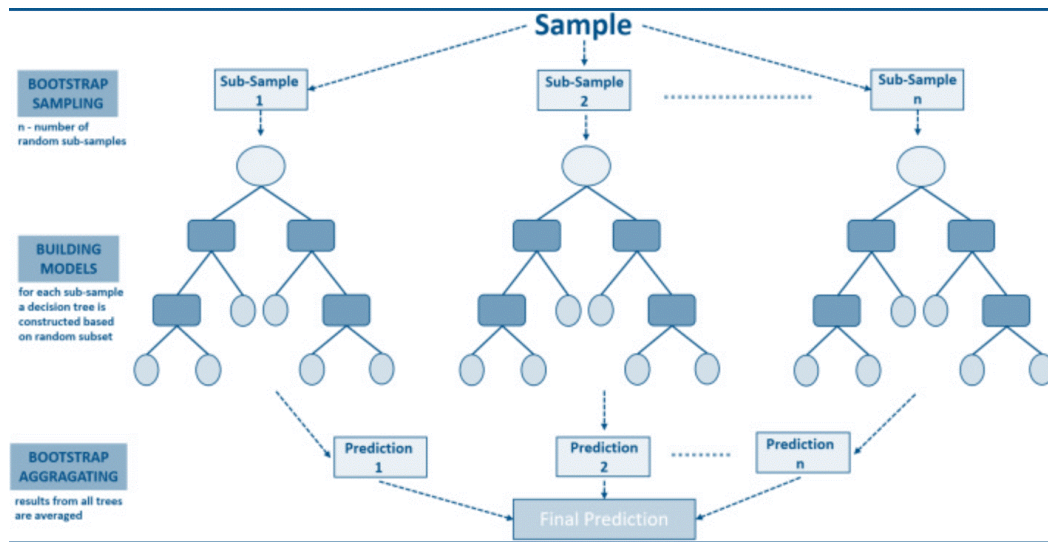 Sample
BOOTSTRAP
SAMPLING
n - number of
random sub-samples
Sub-Sample
1
Sub-Sample
2
Sub-Sample
n
BUILDING
MODELS
for each sub-sample
a decision tree is
constructed based
on random subset
BOOTSTRAP
AGGRAGATING
results from all trees
are averaged
Prediction
1
Prediction
2
Prediction
n
Final Prediction